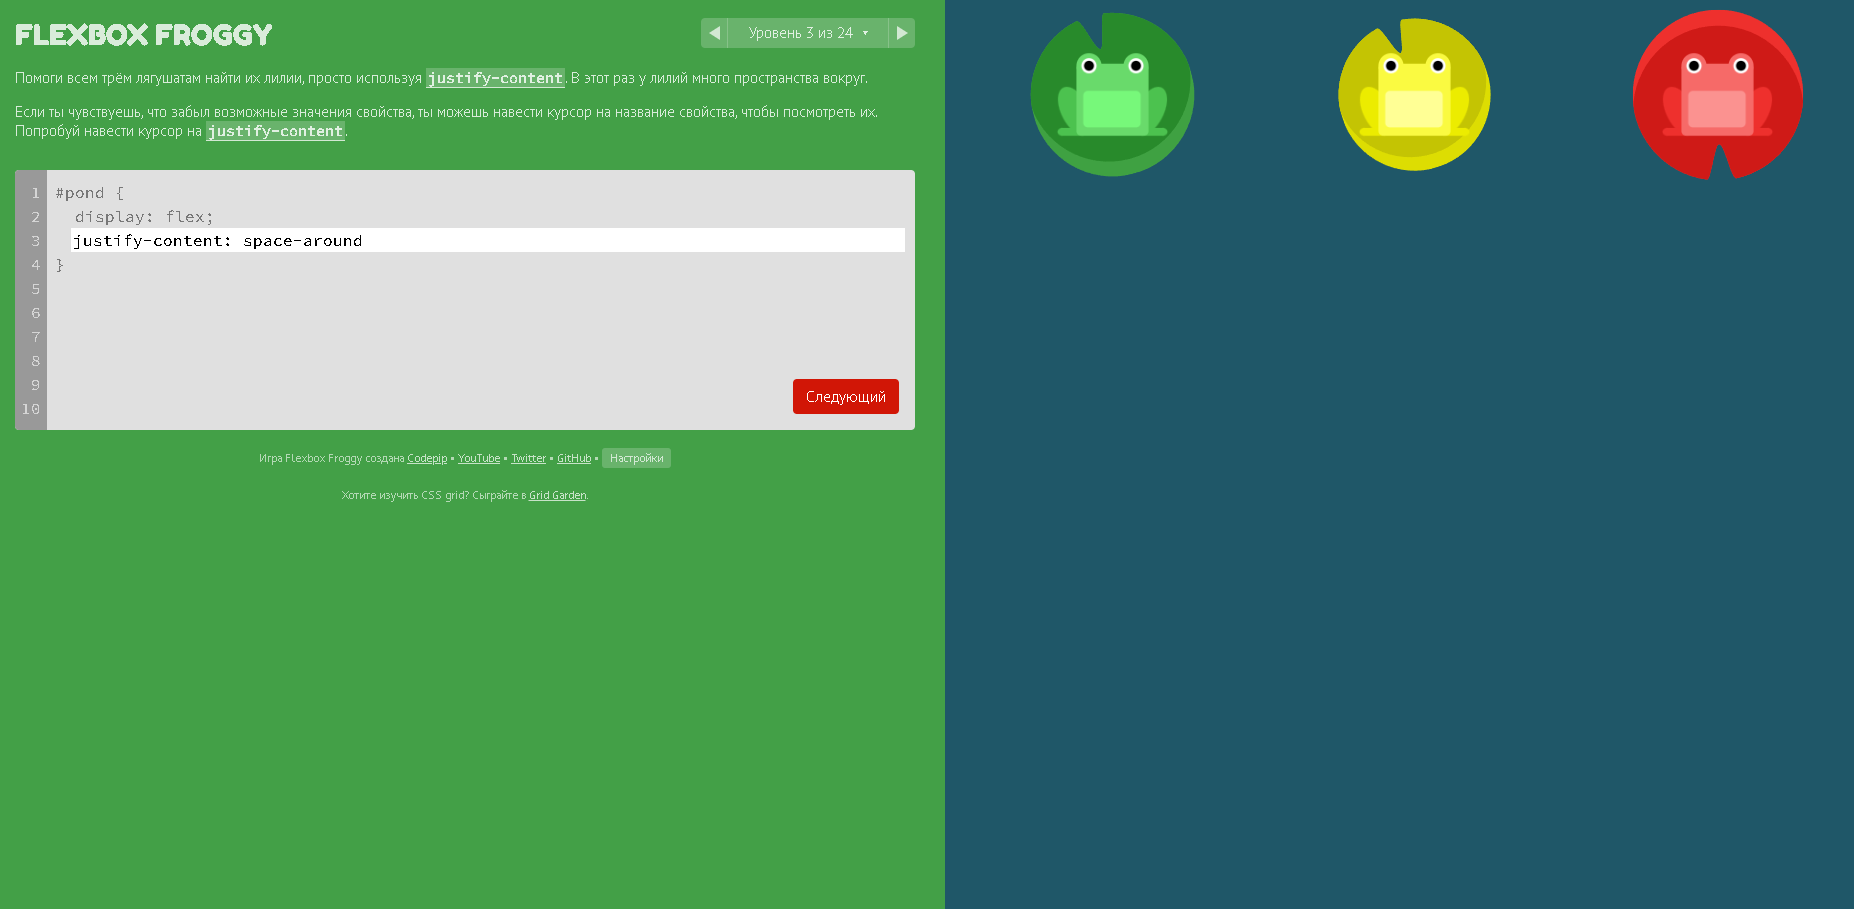 FLEXBOX FROGGY
Уровень 3 из 24
Помоги всем трём лягушатам найти их лилии, просто используя justify-content. В этот раз у лилий много пространства вокруг.
Если ты чувствуешь, что забыл возможные значения свойства, ты можешь навести курсор на название свойства, чтобы посмотреть их.
Попробуй навести курсор на justify-content.
1 #pond {
2 display: flex;
3 justify-content: space-around
4 }
5
6
7
8
9
10
Следующий
Игра Flexbox Froggy создана Codepip • YouTube • Twitter • GitHub • Настройки
Хотите изучить CSS grid? Сыграйте в Grid Garden.